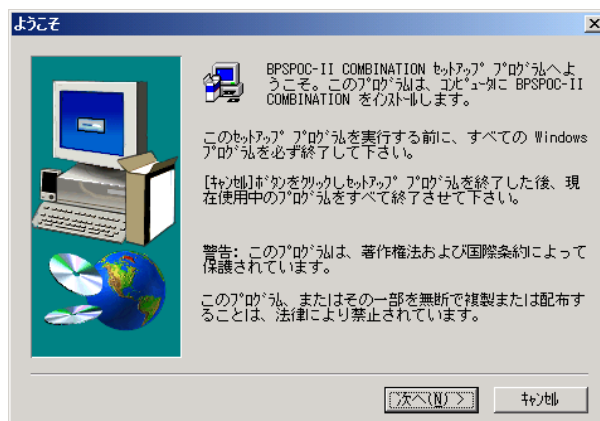 ようこそ
BPSPOC-II COMBINATION ｾｯﾄｱｯﾌﾟ ﾌﾟﾛｸﾞﾗﾑへよ
うこそ。このﾌﾟﾛｸﾞﾗﾑは、ｺﾝﾋﾟｭｰﾀに BPSPOC-II
COMBINATION をｲﾝｽﾄｰﾙします。
このｾｯﾄｱｯﾌﾟ ﾌﾟﾛｸﾞﾗﾑを実行する前に、すべての Windows
ﾌﾟﾛｸﾞﾗﾑを必ず終了して下さい。
[ｷｬﾝｾﾙ]ﾎﾞﾀﾝをｸﾘｯｸしｾｯﾄｱｯﾌﾟ ﾌﾟﾛｸﾞﾗﾑを終了した後、現
在使用中のﾌﾟﾛｸﾞﾗﾑをすべて終了させて下さい。
警告: このﾌﾟﾛｸﾞﾗﾑは、著作権法および国際条約によって
保護されています。
このﾌﾟﾛｸﾞﾗﾑ、またはその一部を無断で複製または配布す
ることは、法律により禁止されています。
次へ(N) >
ｷｬﾝｾﾙ